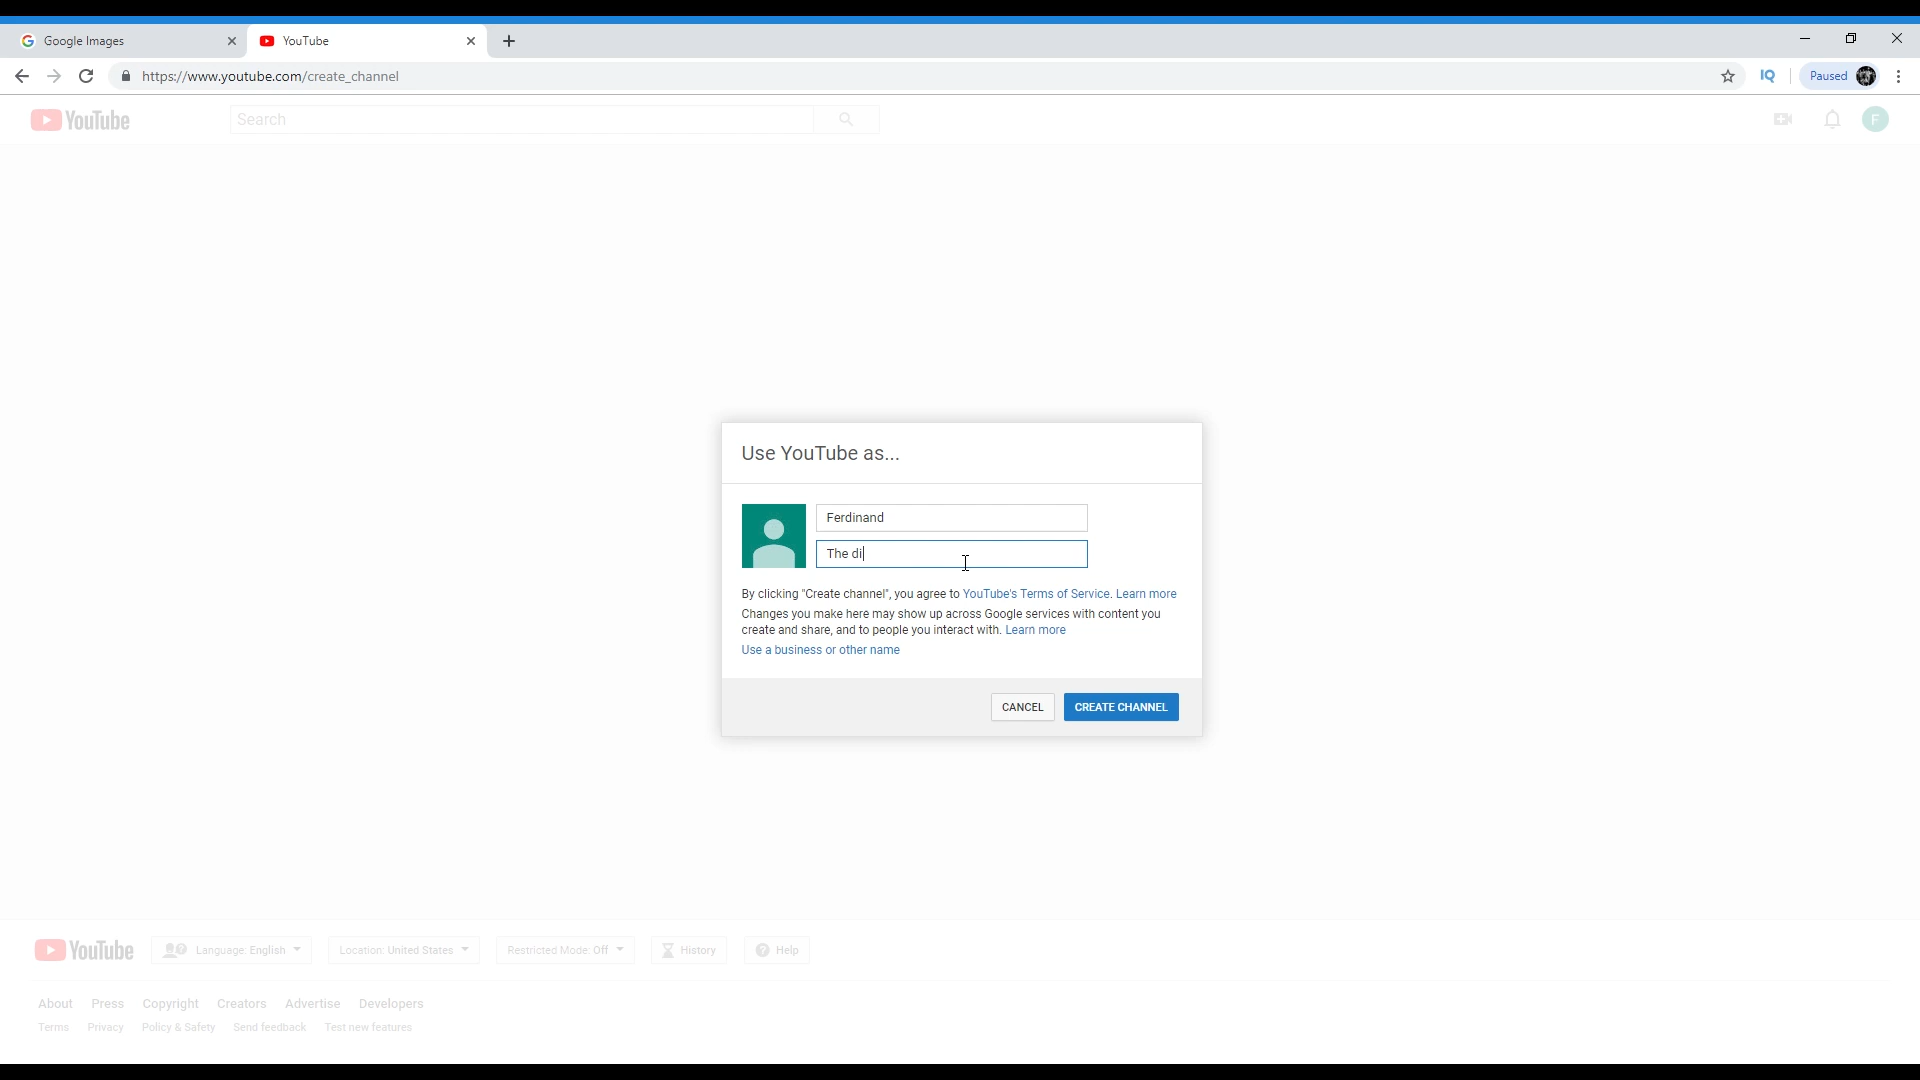 Google Images
YouTube
https://www.youtube.com/create_channel
IQ
Paused
YouTube
Search
F
Use YouTube as...
Ferdinand
The di
By clicking "Create channel", you agree to YouTube's Terms of Service. Learn more
Changes you make here may show up across Google services with content you
create and share, and to people you interact with. Learn more
Use a business or other name
CANCEL
CREATE CHANNEL
YouTube
Language: English
Location: United States
Restricted Mode: Off
History
Help
About Press Copyright Creators Advertise Developers
Terms Privacy Policy & Safety Send feedback Test new features